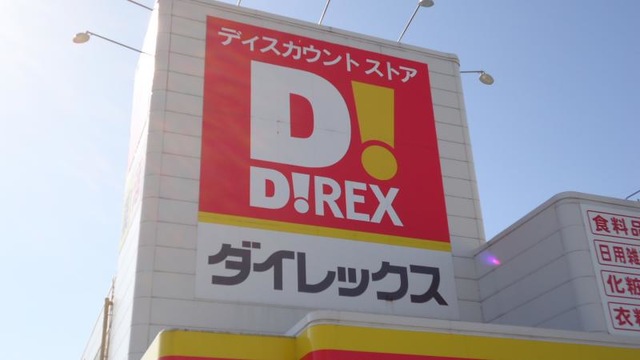 ディスカウント ストア
D!
D!REX
ダイレックス
食料品
日用雑
化粧
衣料